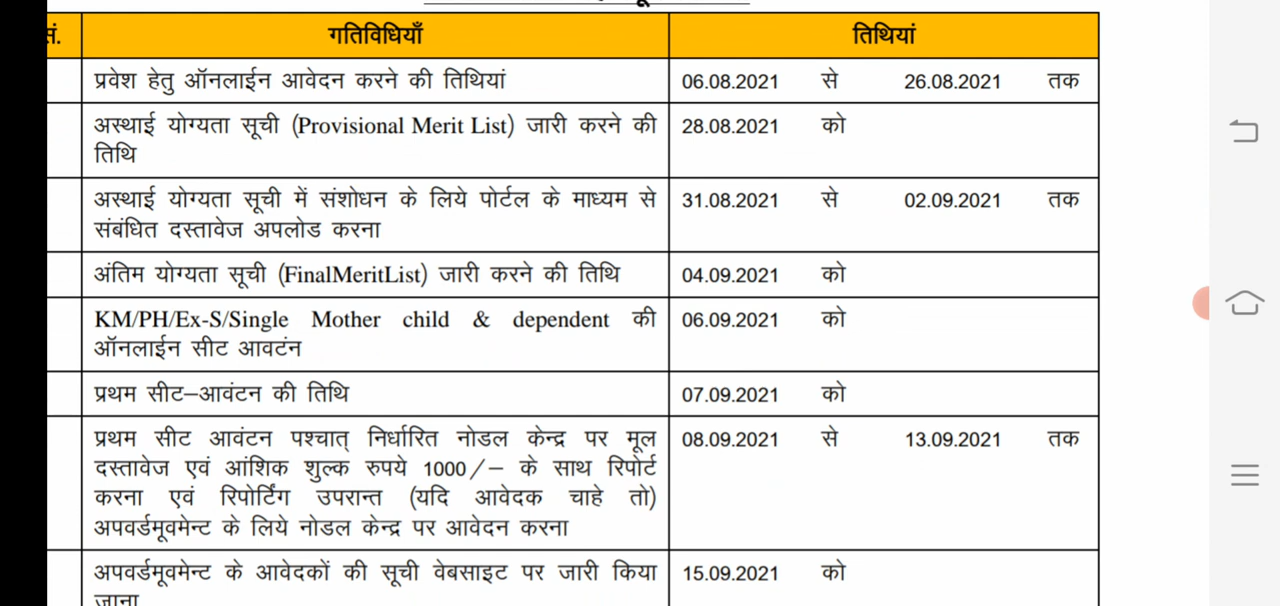 सं. गतिविधियाँ तिथियां
प्रवेश हेतु ऑनलाईन आवेदन करने की तिथियां 06.08.2021 से 26.08.2021 तक
अस्थाई योग्यता सूची (Provisional Merit List) जारी करने की 28.08.2021 को
तिथि
अस्थाई योग्यता सूची में संशोधन के लिये पोर्टल के माध्यम से 31.08.2021 से 02.09.2021 तक
संबंधित दस्तावेज अपलोड करना
अंतिम योग्यता सूची (FinalMeritList) जारी करने की तिथि 04.09.2021 को
KM/PH/Ex-S/Single Mother child & dependent की 06.09.2021 को
ऑनलाईन सीट आवटंन
प्रथम सीट–आवंटन की तिथि 07.09.2021 को
प्रथम सीट आवंटन पश्चात् निर्धारित नोडल केन्द्र पर मूल 08.09.2021 से 13.09.2021 तक
दस्तावेज एवं आंशिक शुल्क रुपये 1000/– के साथ रिपोर्ट
करना एवं रिपोर्टिंग उपरान्त (यदि आवेदक चाहे तो)
अपवर्डमूवमेन्ट के लिये नोडल केन्द्र पर आवेदन करना
अपवर्डमूवमेन्ट के आवेदकों की सूची वेबसाइट पर जारी किया 15.09.2021 को
जाना